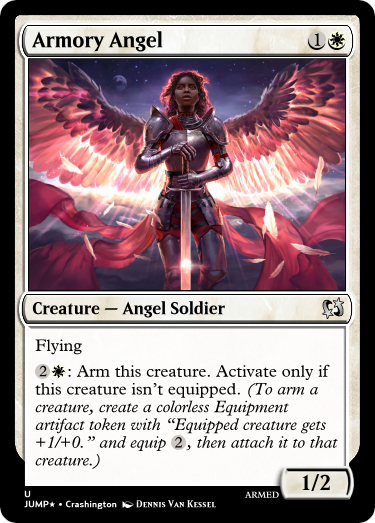 Armory Angel 1
Creature — Angel Soldier
Flying
2: Arm this creature. Activate only if
this creature isn't equipped. (To arm a
creature, create a colorless Equipment
artifact token with “Equipped creature gets
+1/+0.” and equip 2, then attach it to that
creature.)
1/2
U
JUMP★ • Crashington DENNIS VAN KESSEL
ARMED